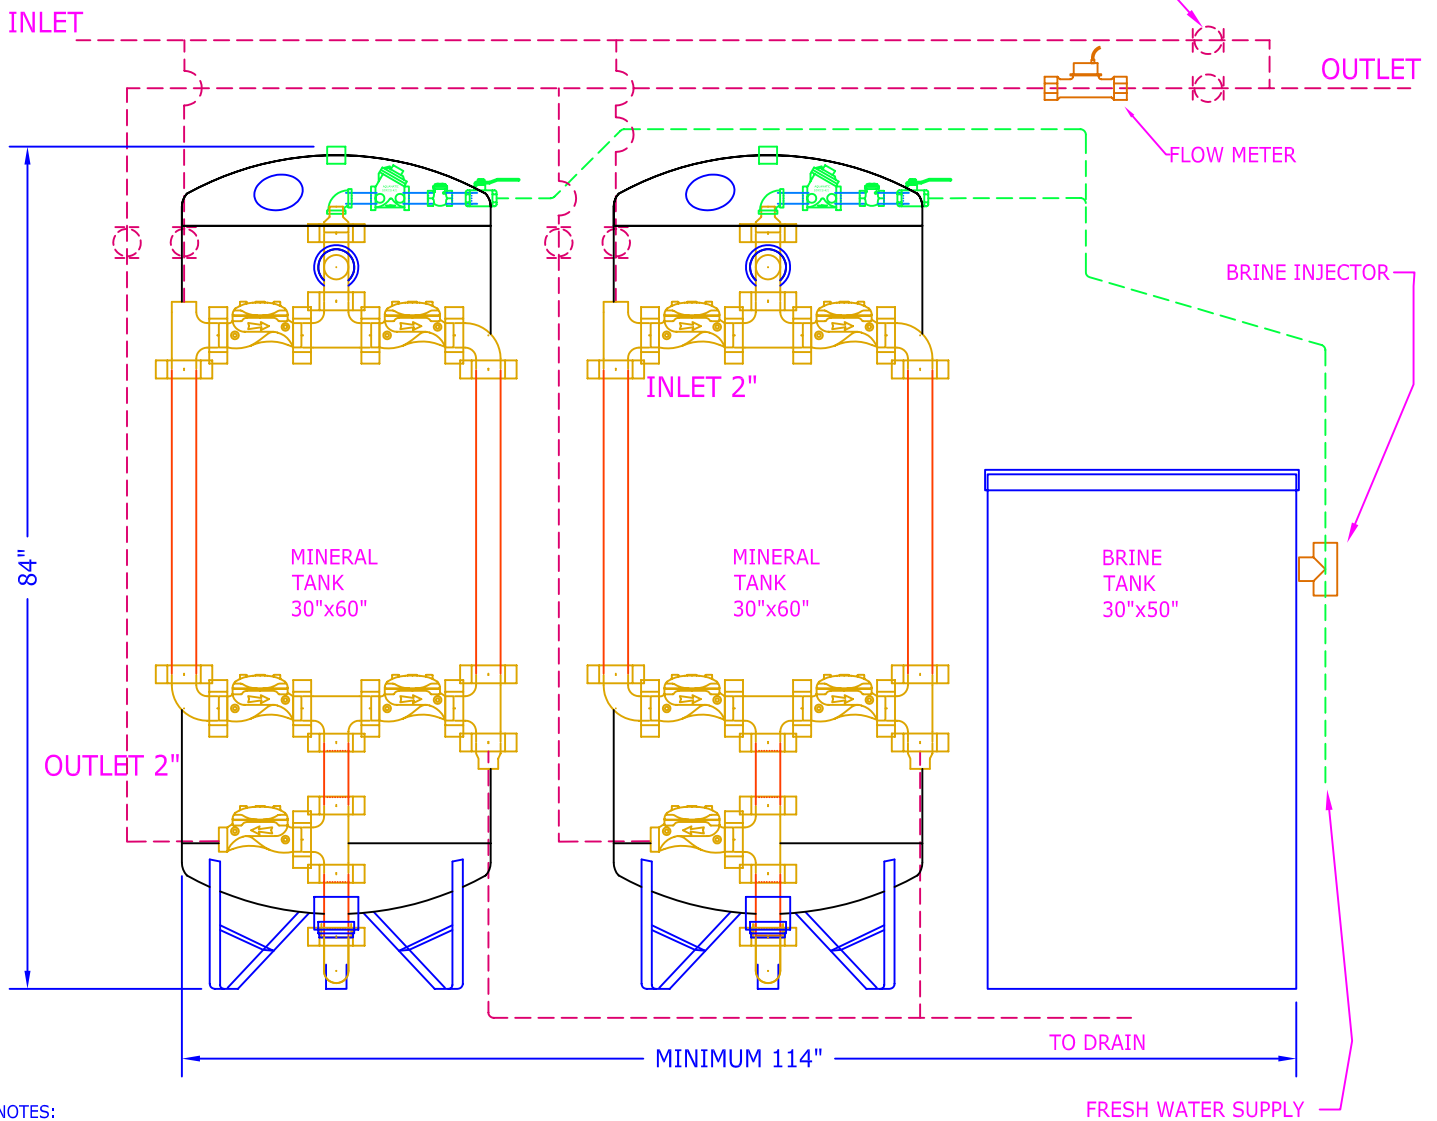 INLET
OUTLET
FLOW METER
BRINE INJECTOR
INLET 2"
84"
MINERAL
TANK
30"x60"
MINERAL
TANK
30"x60"
BRINE
TANK
30"x50"
OUTLET 2"
TO DRAIN
MINIMUM 114"
FRESH WATER SUPPLY
NOTES: